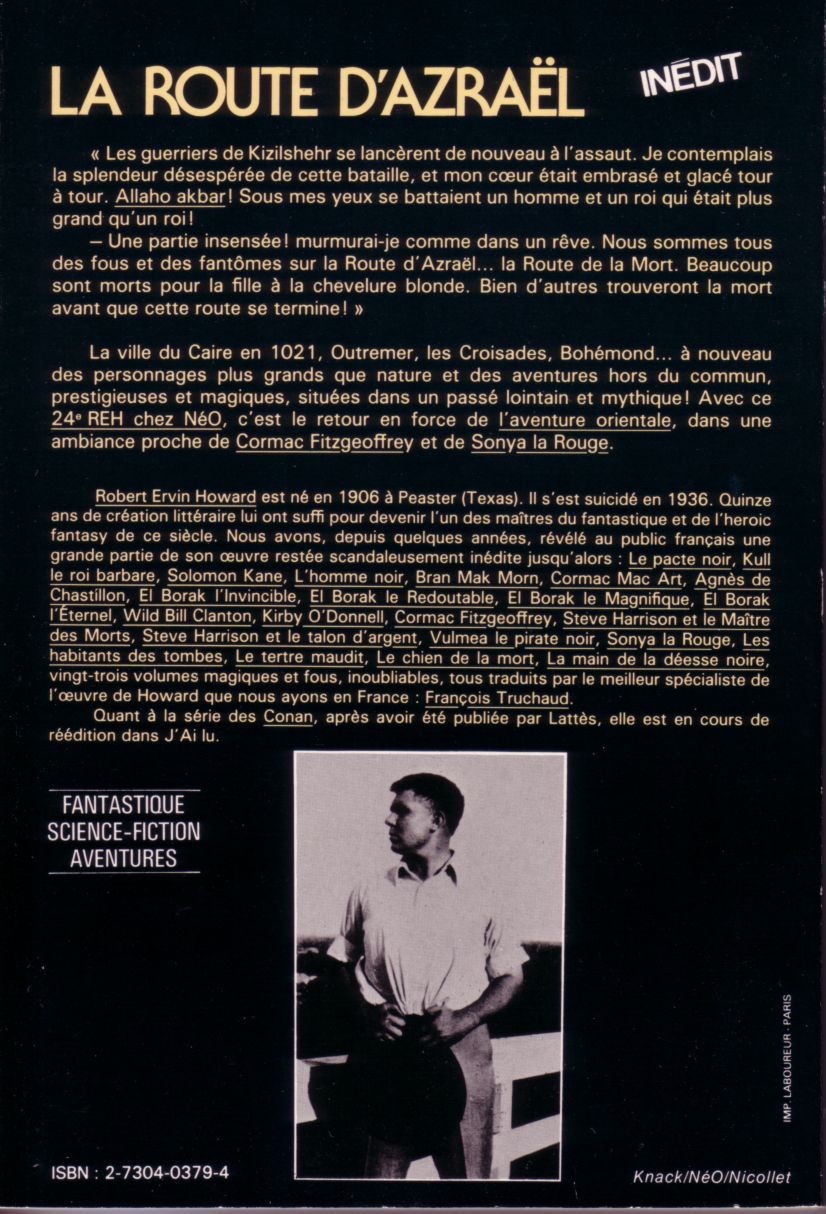 LA ROUTE D'AZRAËL
INÉDIT
« Les guerriers de Kizilshehr se lancèrent de nouveau à l'assaut. Je contemplais
la splendeur désespérée de cette bataille, et mon cœur était embrasé et glacé tour
à tour. Allaho akbar! Sous mes yeux se battaient un homme et un roi qui était plus
grand qu'un roi!
— Une partie insensée! murmurai-je comme dans un rêve. Nous sommes tous
des fous et des fantômes sur la Route d'Azraël... la Route de la Mort. Beaucoup
sont morts pour la fille à la chevelure blonde. Bien d'autres trouveront la mort
avant que cette route se termine! »
La ville du Caire en 1021, Outremer, les Croisades, Bohémond... à nouveau
des personnages plus grands que nature et des aventures hors du commun,
prestigieuses et magiques, situées dans un passé lointain et mythique! Avec ce
24e REH chez NéO, c'est le retour en force de l'aventure orientale, dans une
ambiance proche de Cormac Fitzgeoffrey et de Sonya la Rouge.
Robert Ervin Howard est né en 1906 à Peaster (Texas). Il s'est suicidé en 1936. Quinze
ans de création littéraire lui ont suffi pour devenir l'un des maîtres du fantastique et de l'heroic
fantasy de ce siècle. Nous avons, depuis quelques années, révélé au public français une
grande partie de son œuvre restée scandaleusement inédite jusqu'alors : Le pacte noir, Kull
le roi barbare, Solomon Kane, L'homme noir, Bran Mak Morn, Cormac Mac Art, Agnès de
Chastillon, El Borak l'Invincible, El Borak le Redoutable, El Borak le Magnifique, El Borak
l'Éternel, Wild Bill Clanton, Kirby O'Donnell, Cormac Fitzgeoffrey, Steve Harrison et le Maître
des Morts, Steve Harrison et le talon d'argent, Vulmea le pirate noir, Sonya la Rouge, Les
habitants des tombes, Le tertre maudit, Le chien de la mort, La main de la déesse noire,
vingt-trois volumes magiques et fous, inoubliables, tous traduits par le meilleur spécialiste de
l'œuvre de Howard que nous ayons en France : François Truchaud.
Quant à la série des Conan, après avoir été publiée par Lattès, elle est en cours de
réédition dans J'Ai lu.
FANTASTIQUE
SCIENCE-FICTION
AVENTURES
IMP. LABOUREUR - PARIS
ISBN : 2-7304-0379-4
Knack/NéO/Nicollet